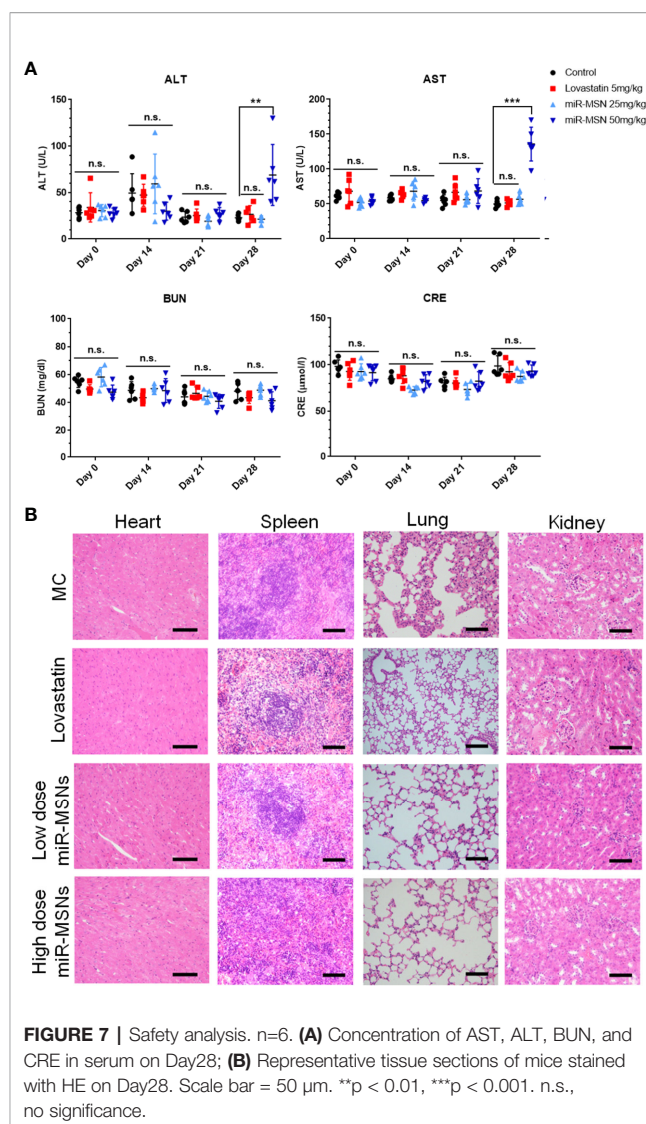 A
ALT
ALT (U/L)
150
100
50
0
n.s.
n.s.
n.s.
n.s.
**
Day 0
Day 14
Day 21
Day 28
AST
AST (U/L)
200
150
100
50
0
n.s.
n.s.
n.s.
n.s.
***
Day 0
Day 14
Day 21
Day 28
Control
Lovastatin 5mg/kg
miR-MSN 25mg/kg
miR-MSN 50mg/kg
BUN
BUN (mg/dl)
100
80
60
40
20
0
n.s.
n.s.
n.s.
n.s.
Day 0
Day 14
Day 21
Day 28
CRE
CRE (μmol/l)
150
100
50
0
n.s.
n.s.
n.s.
n.s.
Day 0
Day 14
Day 21
Day 28
B
Heart Spleen Lung Kidney
MC
Lovastatin
Low dose
miR-MSNs
High dose
miR-MSNs
FIGURE 7 | Safety analysis. n=6. (A) Concentration of AST, ALT, BUN, and
CRE in serum on Day28; (B) Representative tissue sections of mice stained
with HE on Day28. Scale bar = 50 μm. **p < 0.01, ***p < 0.001. n.s.,
no significance.